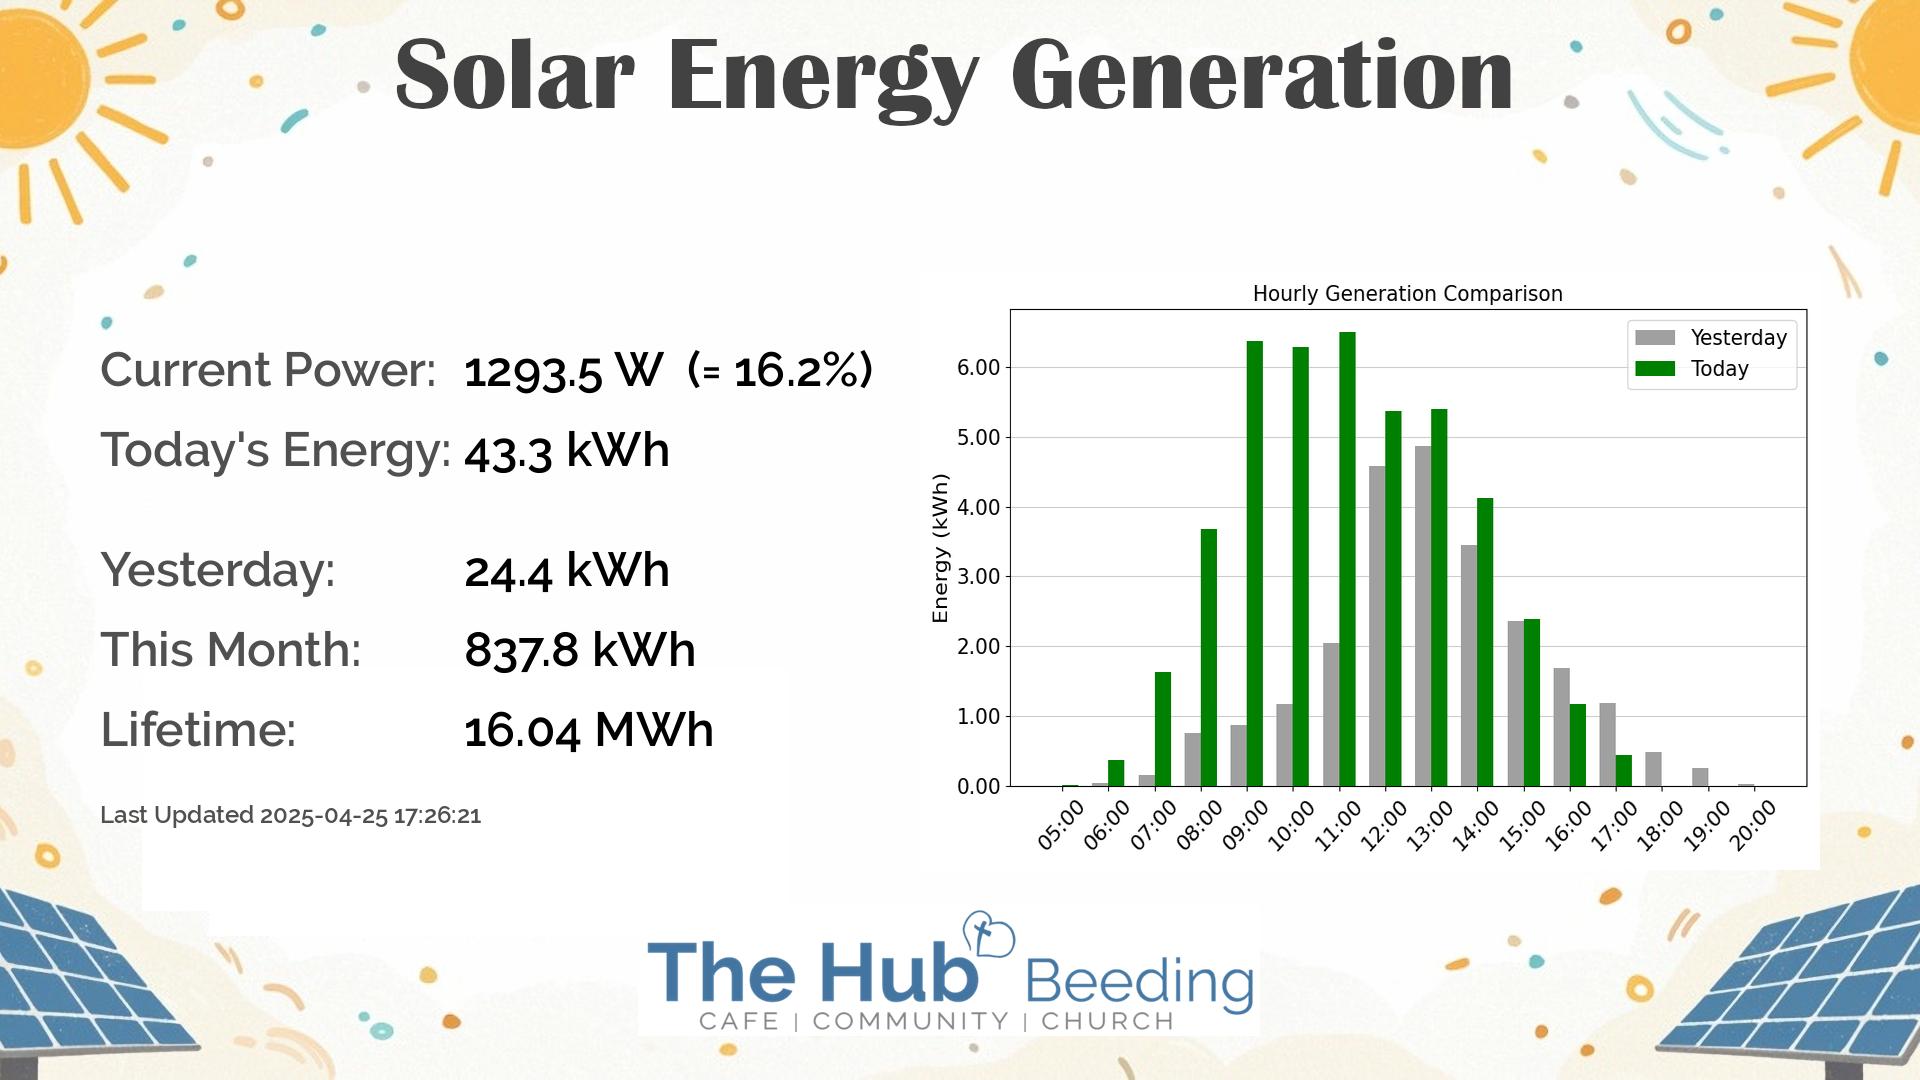 Solar Energy Generation
Current Power: 1293.5 W (= 16.2%)
Today's Energy: 43.3 kWh
Yesterday: 24.4 kWh
This Month: 837.8 kWh
Lifetime: 16.04 MWh
Last Updated 2025-04-25 17:26:21
Hourly Generation Comparison
Yesterday
Today
Energy (kWh)
6.00
5.00
4.00
3.00
2.00
1.00
0.00
05:00 06:00 07:00 08:00 09:00 10:00 11:00 12:00 13:00 14:00 15:00 16:00 17:00 18:00 19:00 20:00
The Hub Beeding
CAFE | COMMUNITY | CHURCH